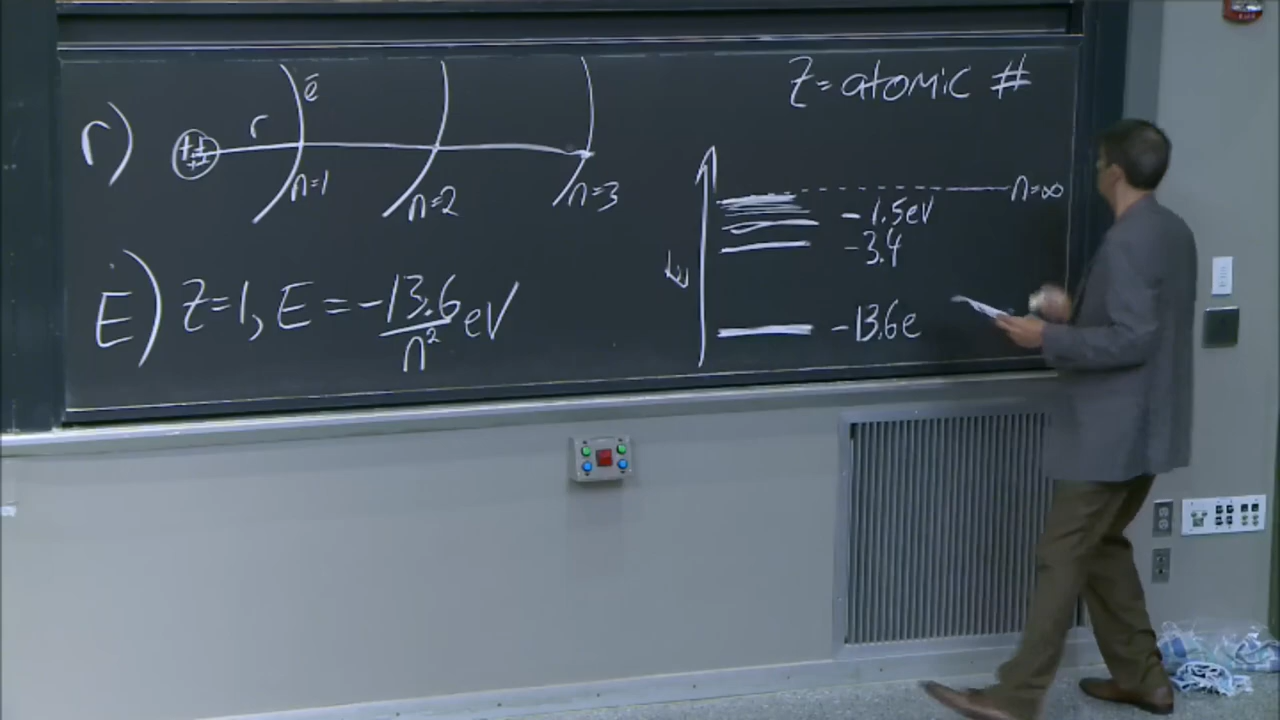 Z = atomic #
r)
++ ++
r
ē
n=1
n=2
n=3
n=∞
-1.5eV
-3.4
-13.6e
E
E) Z=1, E = -13.6/n² eV